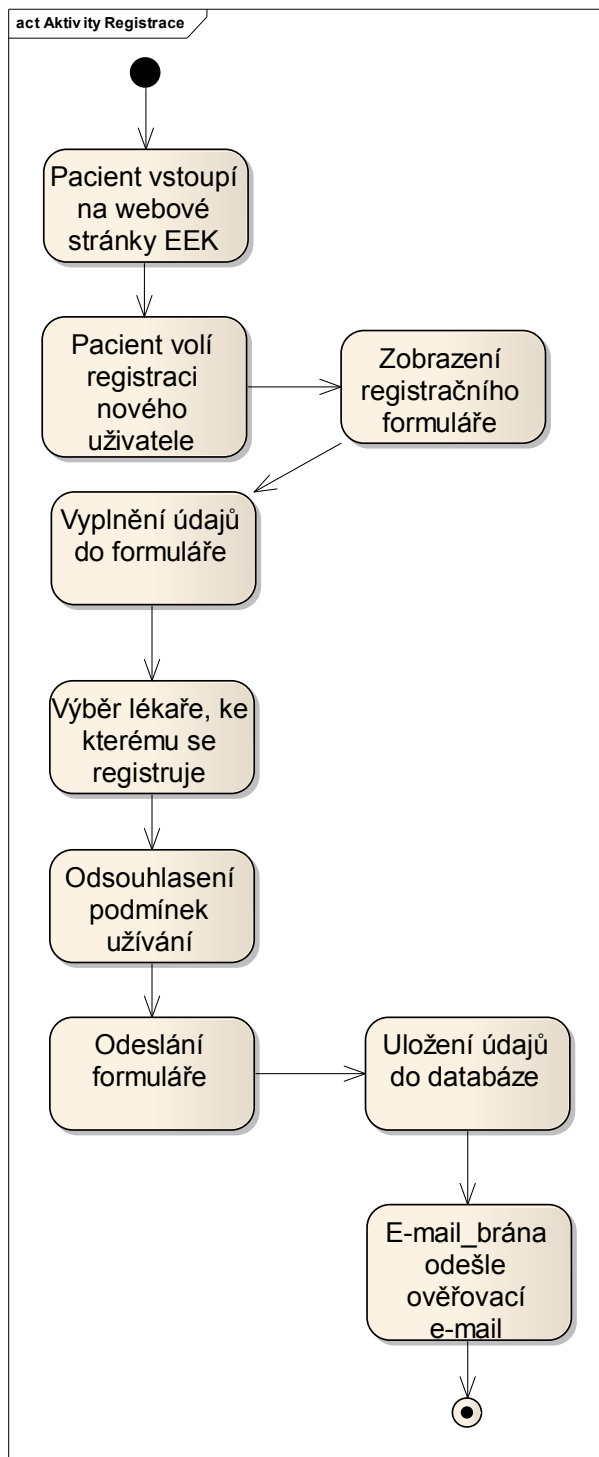 act Aktivity Registrace
Pacient vstoupí
na webové
stránky EEK
Pacient volí
registraci
nového
uživatele
Zobrazení
registračního
formuláře
Vyplnění údajů
do formuláře
Výběr lékaře, ke
kterému se
registruje
Odsouhlasení
podmínek
užívání
Odeslání
formuláře
Uložení údajů
do databáze
E-mail_brána
odešle
ověřovací
e-mail